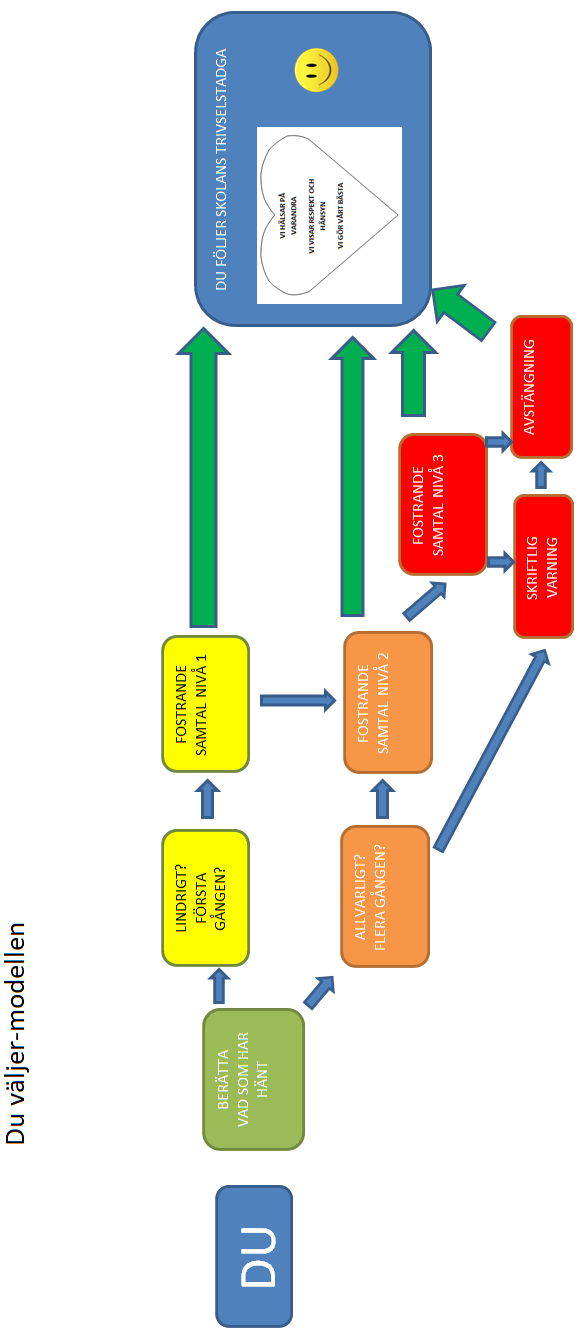 Du väljer-modellen
DU
BERÄTTA
VAD SOM HAR
HÄNT
LINDRIGT?
FÖRSTA
GÅNGEN?
FOSTRANDE
SAMTAL NIVÅ 1
ALLVARLIGT?
FLERA GÅNGEN?
FOSTRANDE
SAMTAL NIVÅ 2
FOSTRANDE
SAMTAL NIVÅ 3
SKRIFTLIG
VARNING
AVSTÄNGNING
DU FÖLJER SKOLANS TRIVSELSTADGA
VI HÄLSAR PÅ
VARANDRA
VI VISAR RESPEKT OCH
HÄNSYN
VI GÖR VÅRT BÄSTA